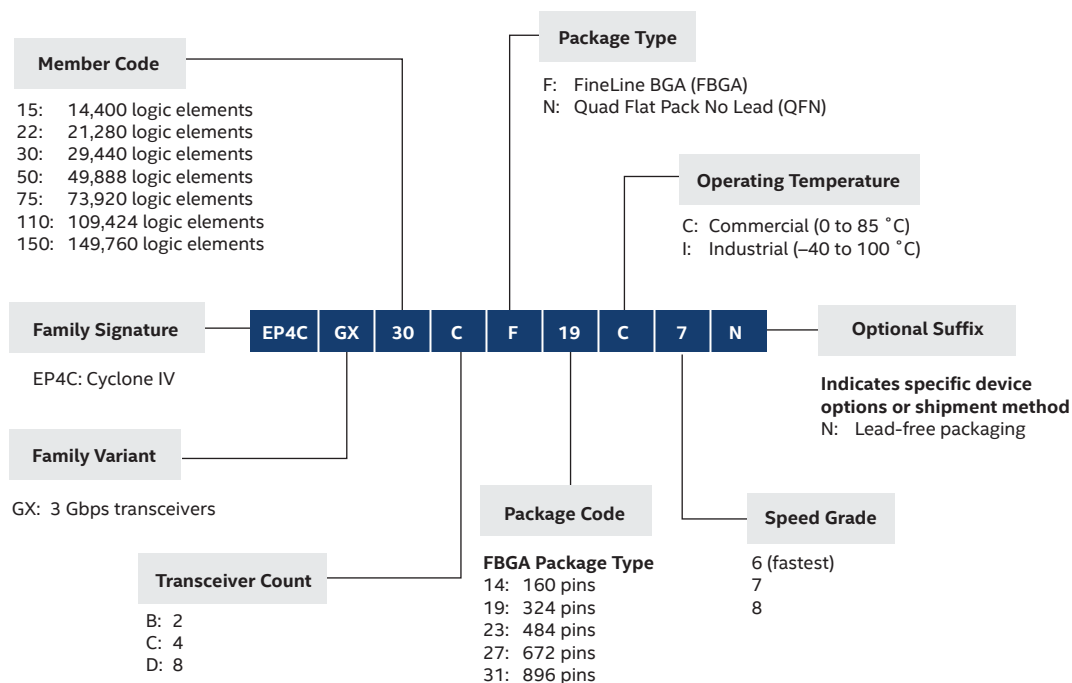 Member Code
15: 14,400 logic elements
22: 21,280 logic elements
30: 29,440 logic elements
50: 49,888 logic elements
75: 73,920 logic elements
110: 109,424 logic elements
150: 149,760 logic elements
Package Type
F: FineLine BGA (FBGA)
N: Quad Flat Pack No Lead (QFN)
Operating Temperature
C: Commercial (0 to 85 ˚C)
I: Industrial (–40 to 100 ˚C)
Family Signature
EP4C: Cyclone IV
EP4C GX 30 C F 19 C 7 N
Optional Suffix
Indicates specific device
options or shipment method
N: Lead-free packaging
Family Variant
GX: 3 Gbps transceivers
Transceiver Count
B: 2
C: 4
D: 8
Package Code
FBGA Package Type
14: 160 pins
19: 324 pins
23: 484 pins
27: 672 pins
31: 896 pins
Speed Grade
6 (fastest)
7
8